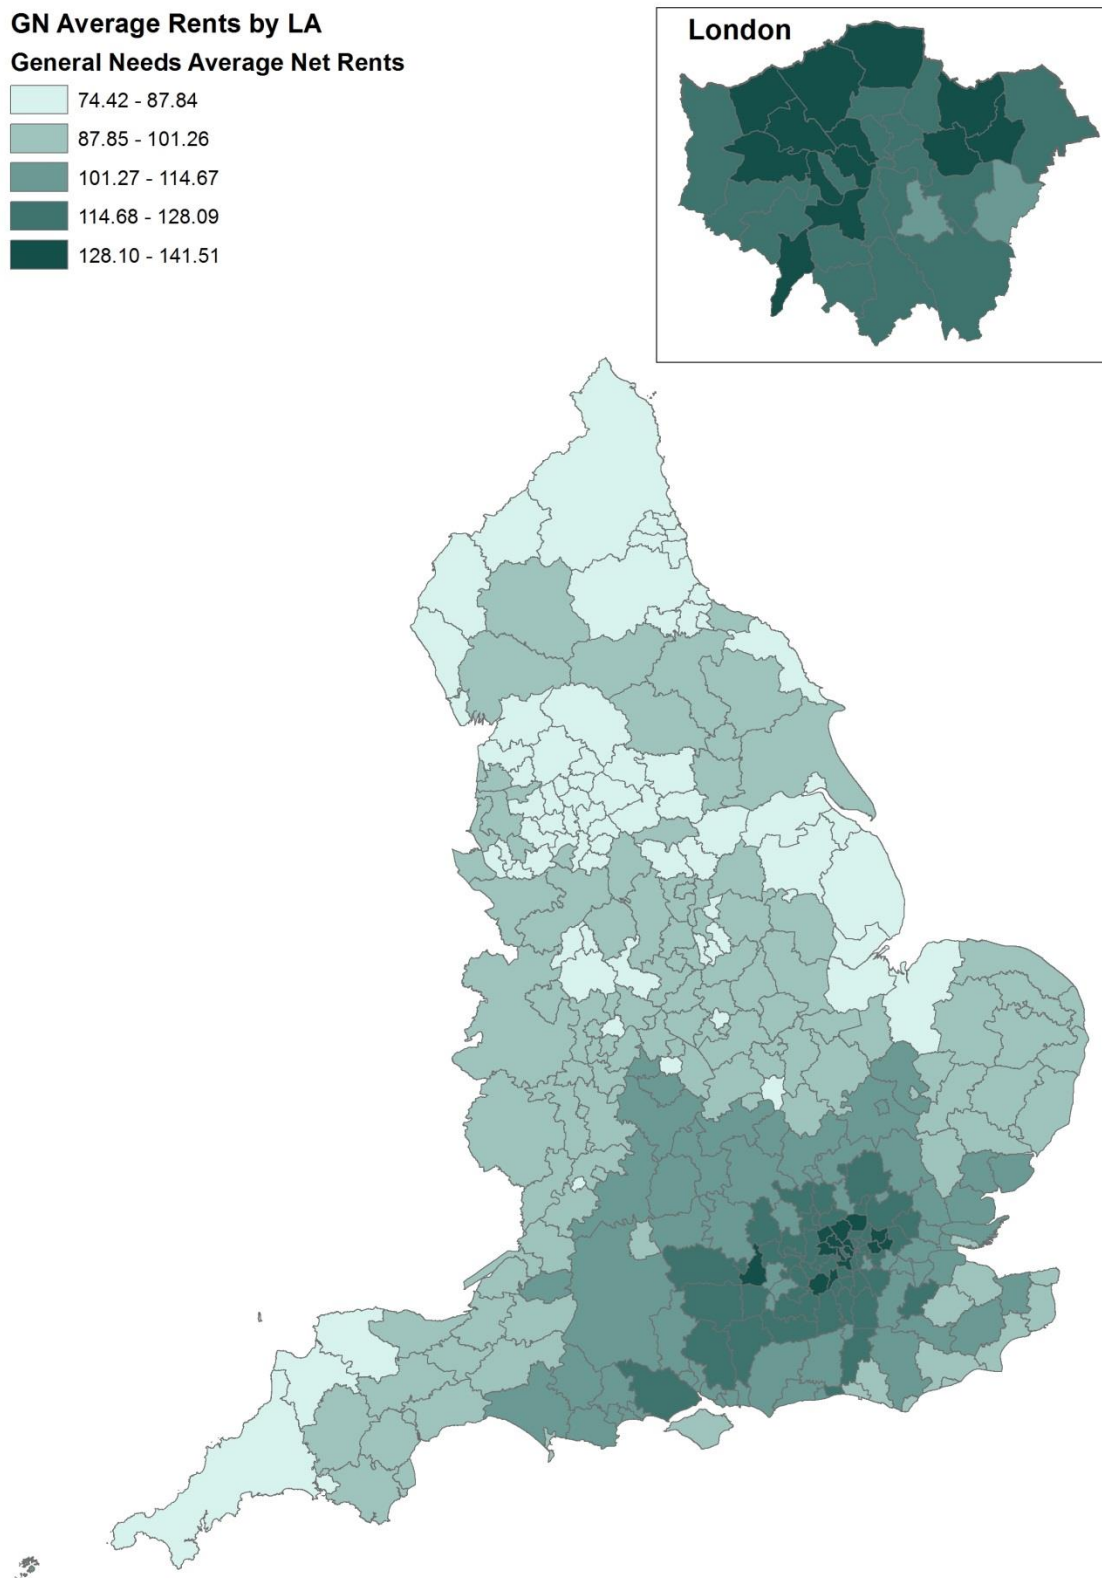 GN Average Rents by LA
General Needs Average Net Rents
74.42 - 87.84
87.85 - 101.26
101.27 - 114.67
114.68 - 128.09
128.10 - 141.51
London